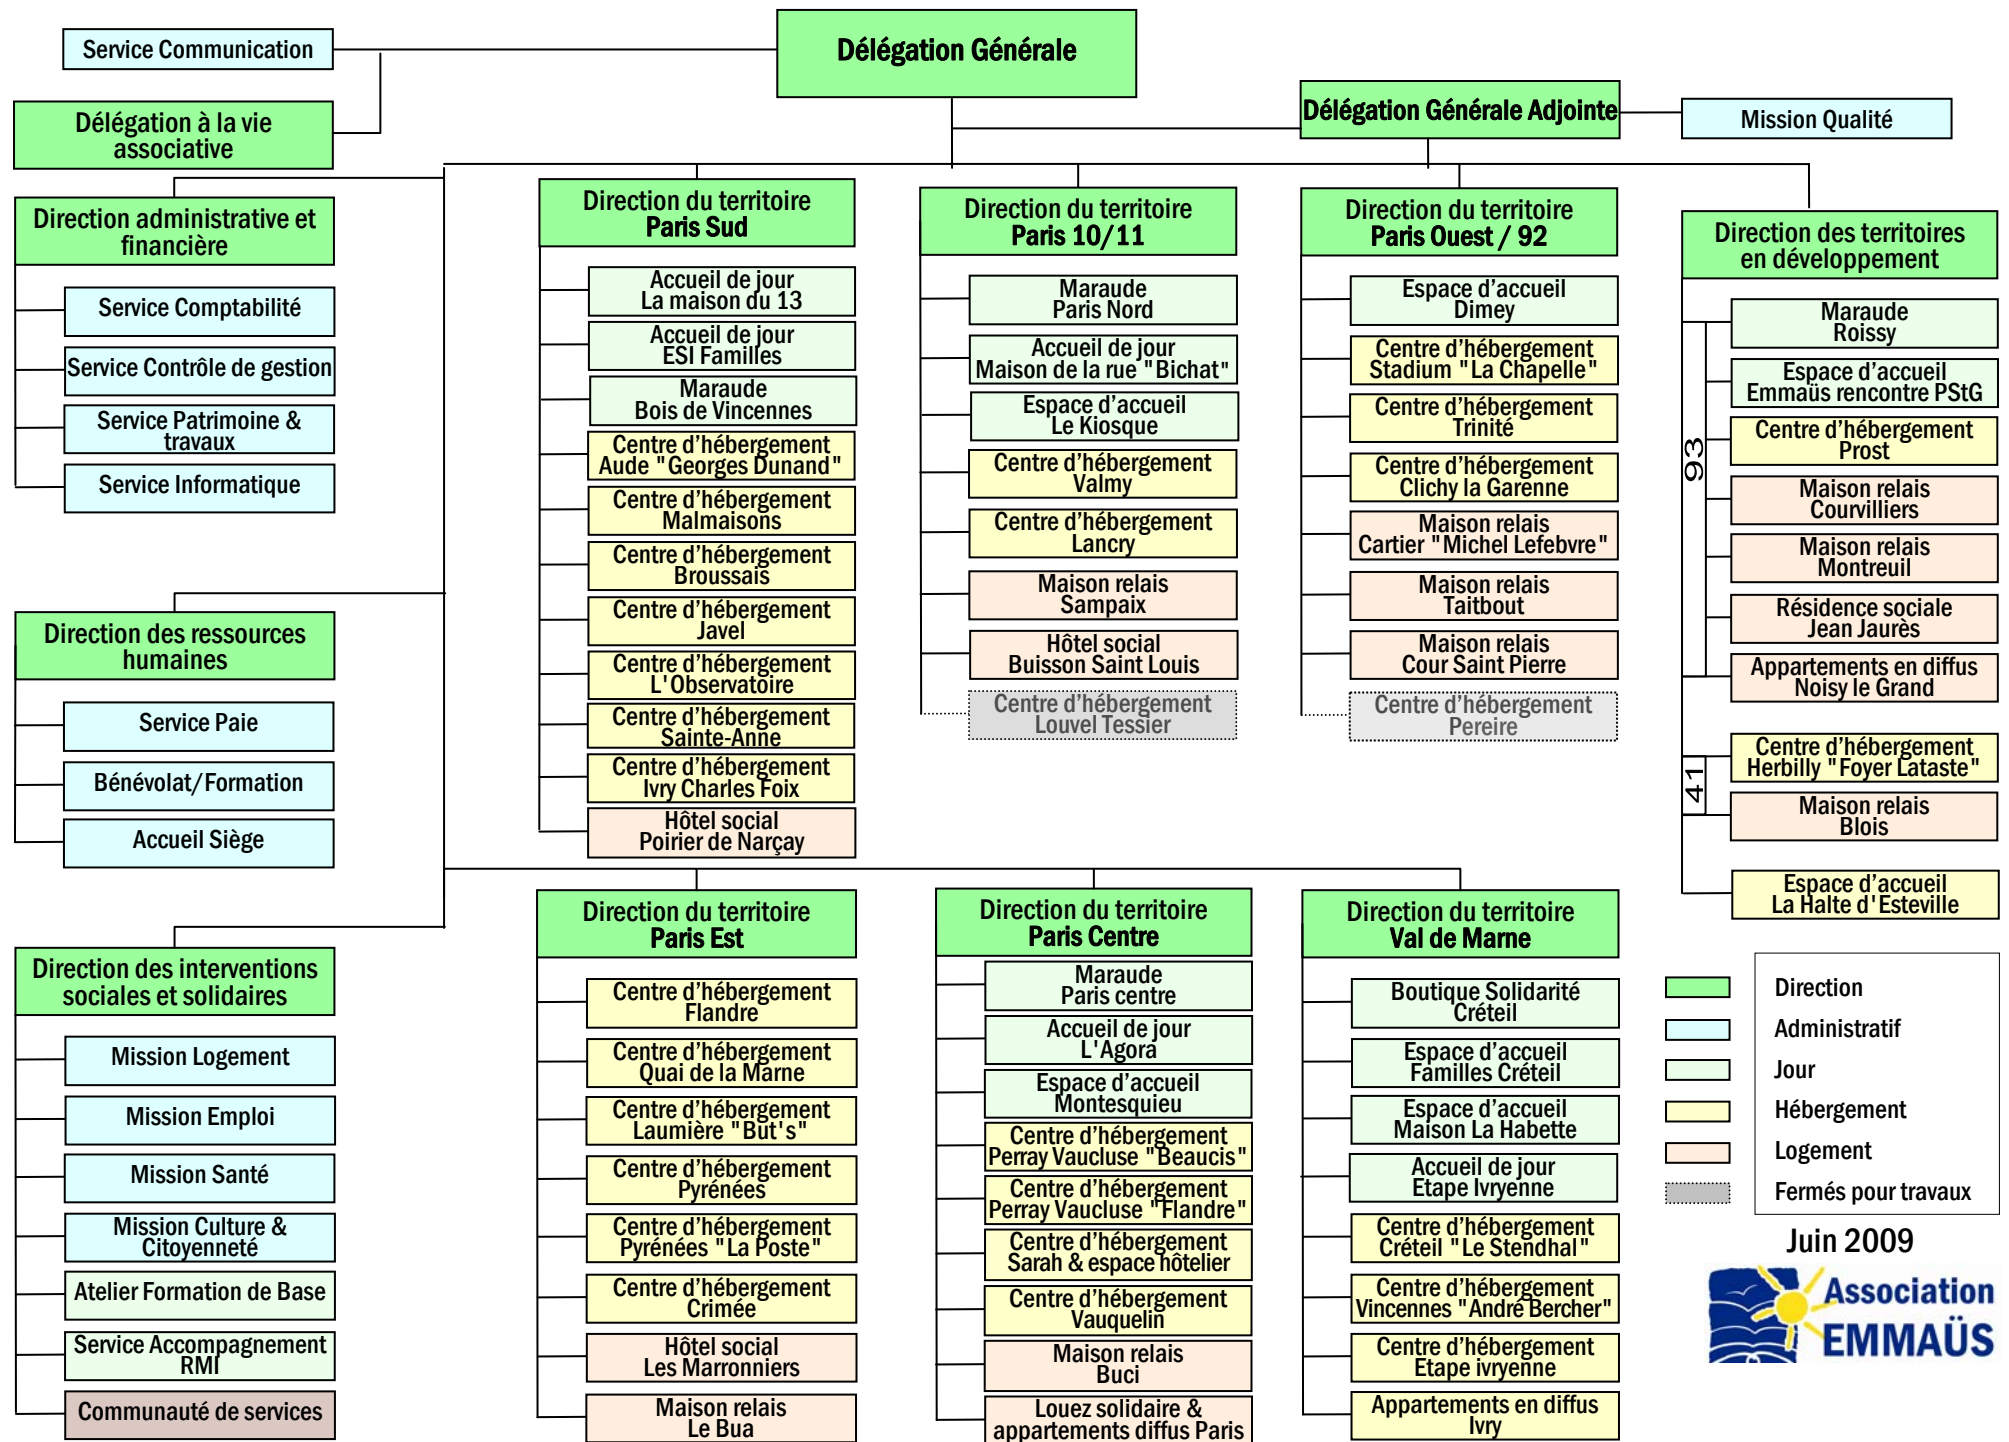 Service Communication
Délégation Générale
Délégation à la vie
associative
Délégation Générale Adjointe
Mission Qualité
Direction administrative et
financière
Service Comptabilité
Service Contrôle de gestion
Service Patrimoine &
travaux
Service Informatique
Direction des ressources
humaines
Service Paie
Bénévolat/Formation
Accueil Siège
Direction des interventions
sociales et solidaires
Mission Logement
Mission Emploi
Mission Santé
Mission Culture &
Citoyenneté
Atelier Formation de Base
Service Accompagnement
RMI
Communauté de services
Direction du territoire
Paris Sud
Accueil de jour
La maison du 13
Accueil de jour
ESI Familles
Maraude
Bois de Vincennes
Centre d'hébergement
Aude "Georges Dunand"
Centre d'hébergement
Malmaisons
Centre d'hébergement
Broussais
Centre d'hébergement
Javel
Centre d'hébergement
L'Observatoire
Centre d'hébergement
Sainte-Anne
Centre d'hébergement
Ivry Charles Foix
Hôtel social
Poirier de Narçay
Direction du territoire
Paris 10/11
Maraude
Paris Nord
Accueil de jour
Maison de la rue "Bichat"
Espace d'accueil
Le Kiosque
Centre d'hébergement
Valmy
Centre d'hébergement
Lancry
Maison relais
Sampaix
Hôtel social
Buisson Saint Louis
Centre d'hébergement
Louvel Tessier
Direction du territoire
Paris Ouest / 92
Espace d'accueil
Dimey
Centre d'hébergement
Stadium "La Chapelle"
Centre d'hébergement
Trinité
Centre d'hébergement
Clichy la Garenne
Maison relais
Cartier "Michel Lefebvre"
Maison relais
Taitbout
Maison relais
Cour Saint Pierre
Centre d'hébergement
Pereire
Direction des territoires
en développement
93
Maraude
Roissy
Espace d'accueil
Emmaüs rencontre PStG
Centre d'hébergement
Prost
Maison relais
Courvilliers
Maison relais
Montreuil
Résidence sociale
Jean Jaurès
Appartements en diffus
Noisy le Grand
41
Centre d'hébergement
Herbilly "Foyer Lataste"
Maison relais
Blois
Espace d'accueil
La Halte d'Esteville
Direction du territoire
Paris Est
Centre d'hébergement
Flandre
Centre d'hébergement
Quai de la Marne
Centre d'hébergement
Laumière "But's"
Centre d'hébergement
Pyrénées
Centre d'hébergement
Pyrénées "La Poste"
Centre d'hébergement
Crimée
Hôtel social
Les Marronniers
Maison relais
Le Bua
Direction du territoire
Paris Centre
Maraude
Paris centre
Accueil de jour
L'Agora
Espace d'accueil
Montesquieu
Centre d'hébergement
Perray Vaucluse "Beaucis"
Centre d'hébergement
Perray Vaucluse "Flandre"
Centre d'hébergement
Sarah & espace hôtelier
Centre d'hébergement
Vauquelin
Maison relais
Buci
Louez solidaire &
appartements diffus Paris
Direction du territoire
Val de Marne
Boutique Solidarité
Créteil
Espace d'accueil
Familles Créteil
Espace d'accueil
Maison La Habette
Accueil de jour
Etape Ivryenne
Centre d'hébergement
Créteil "Le Stendhal"
Centre d'hébergement
Vincennes "André Bercher"
Centre d'hébergement
Etape ivryenne
Appartements en diffus
Ivry
Direction
Administratif
Jour
Hébergement
Logement
Fermés pour travaux
Juin 2009
Association
EMMAÜS